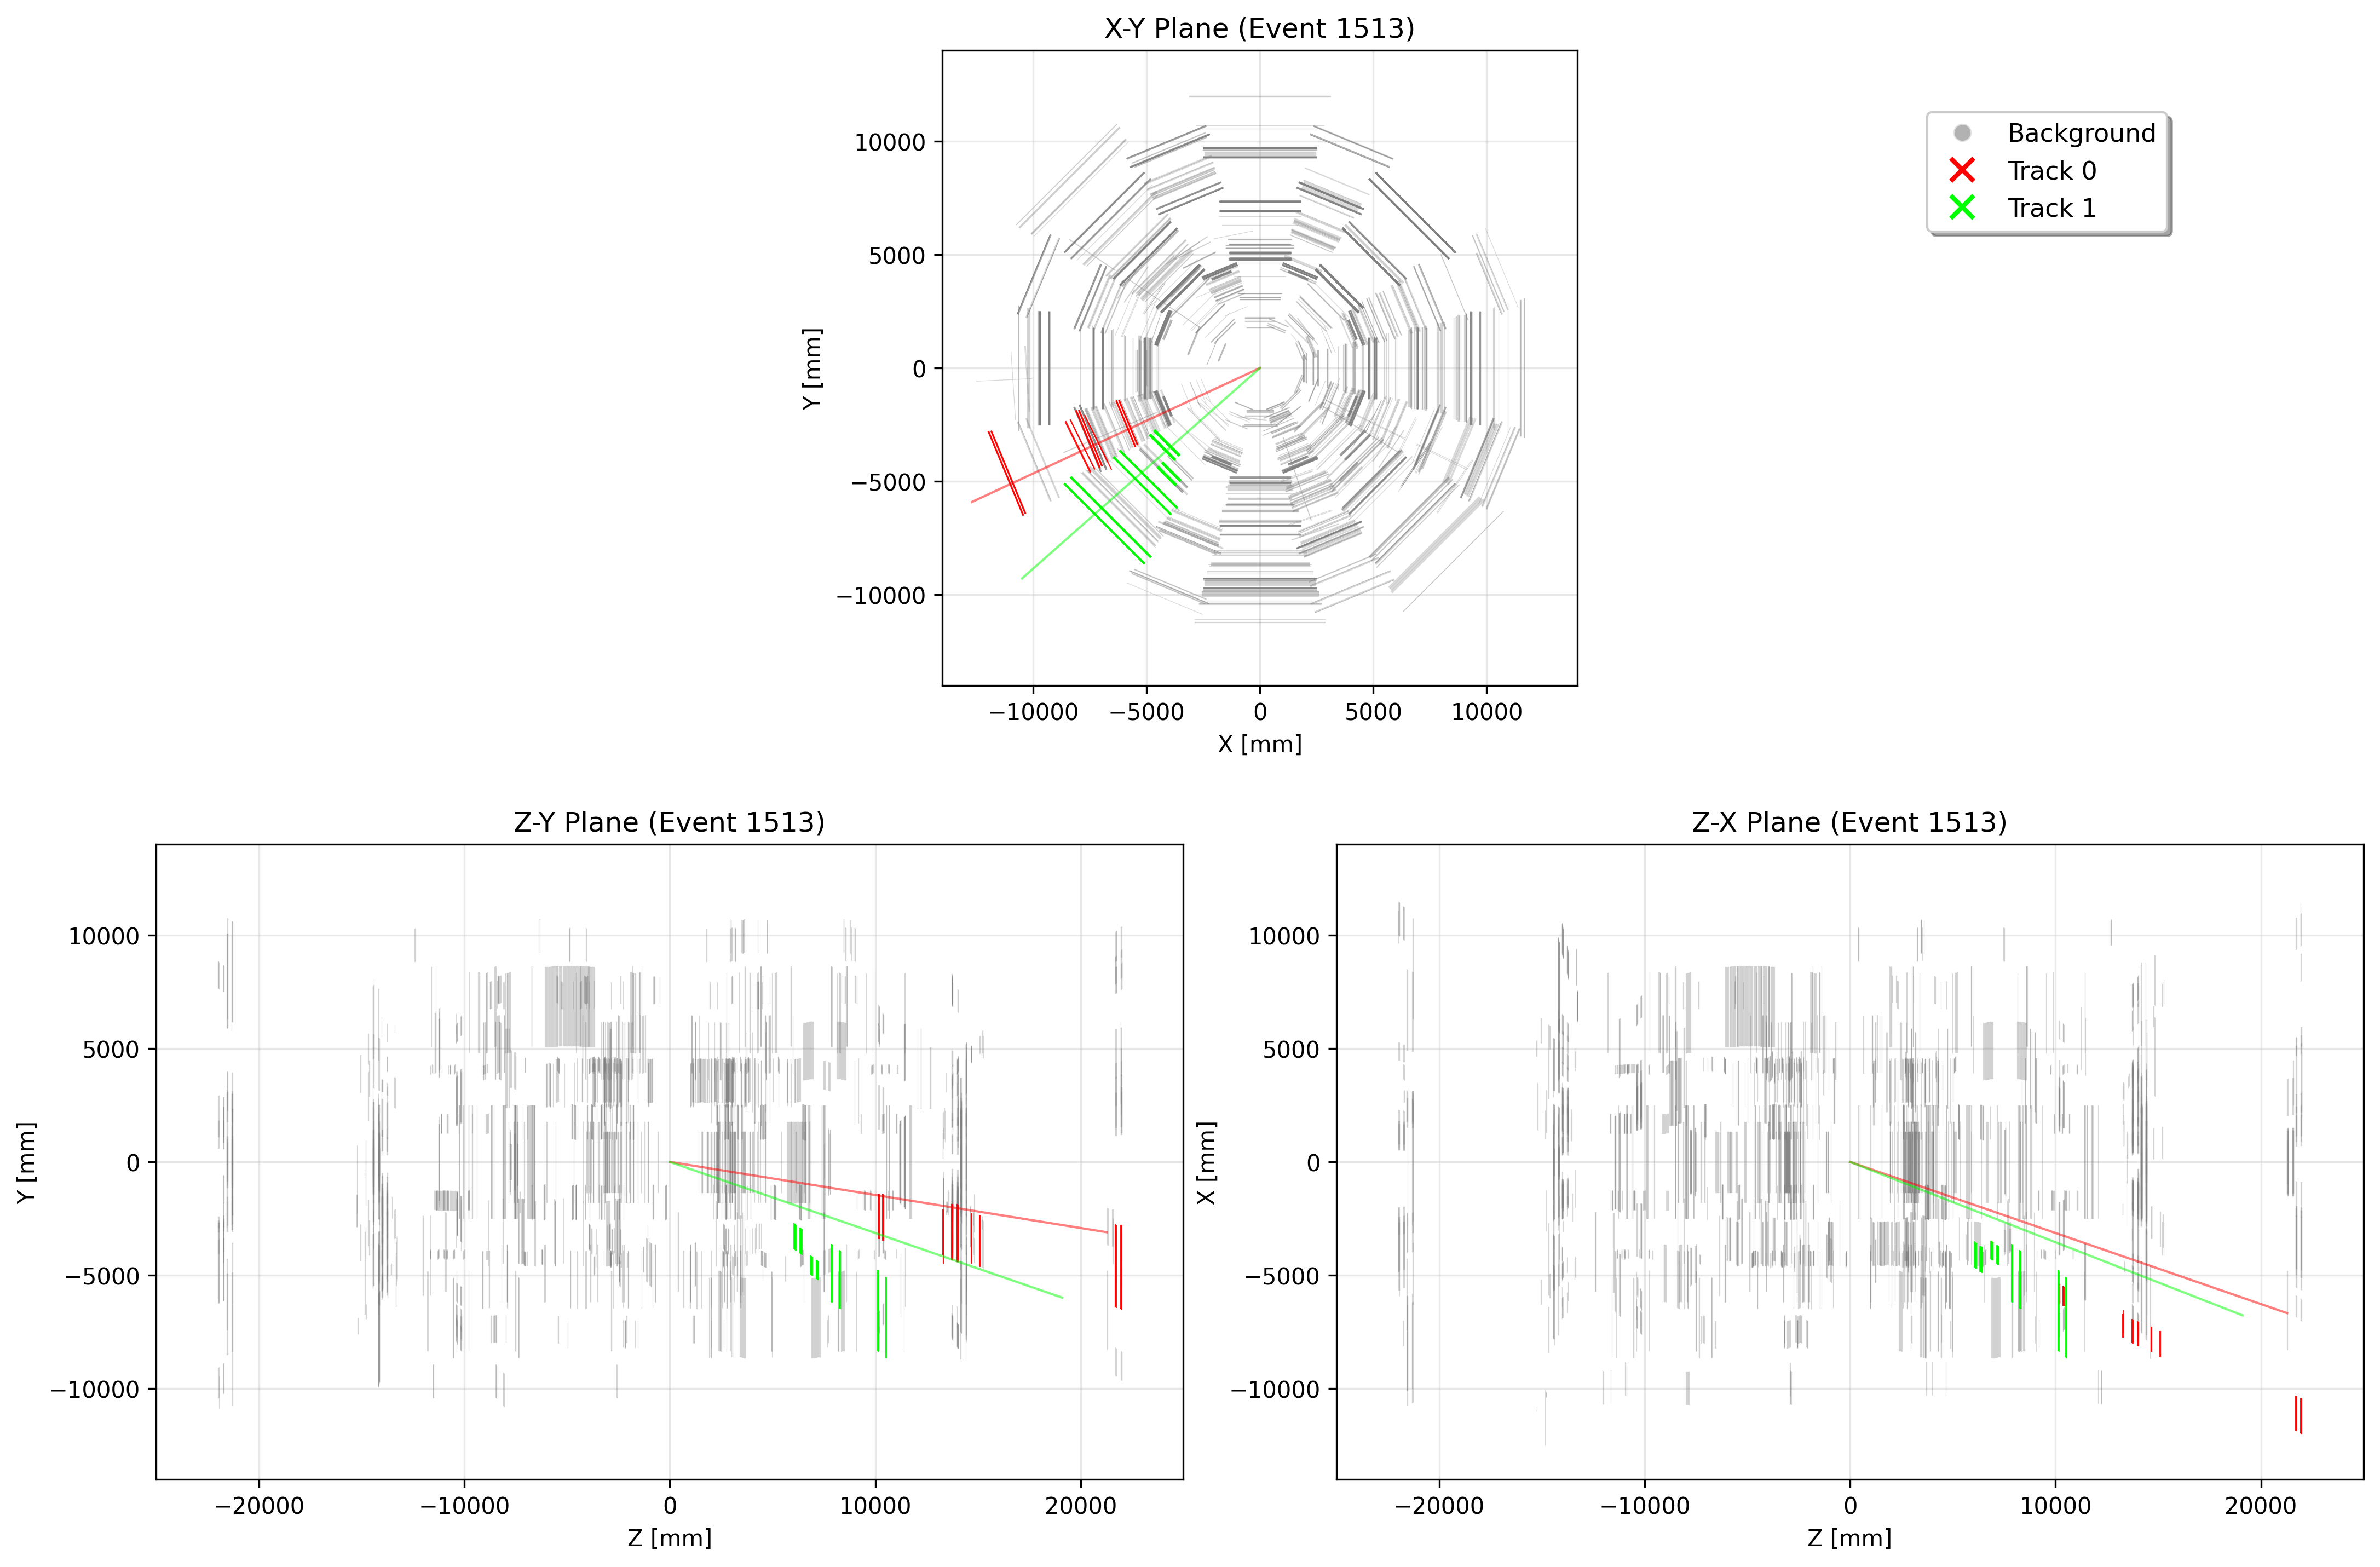 X-Y Plane (Event 1513)
10000
5000
0
−5000
−10000
Y [mm]
−10000 −5000 0 5000 10000
X [mm]
Background
Track 0
Track 1
Z-Y Plane (Event 1513)
10000
5000
0
−5000
−10000
Y [mm]
−20000 −10000 0 10000 20000
Z [mm]
Z-X Plane (Event 1513)
10000
5000
0
−5000
−10000
X [mm]
−20000 −10000 0 10000 20000
Z [mm]